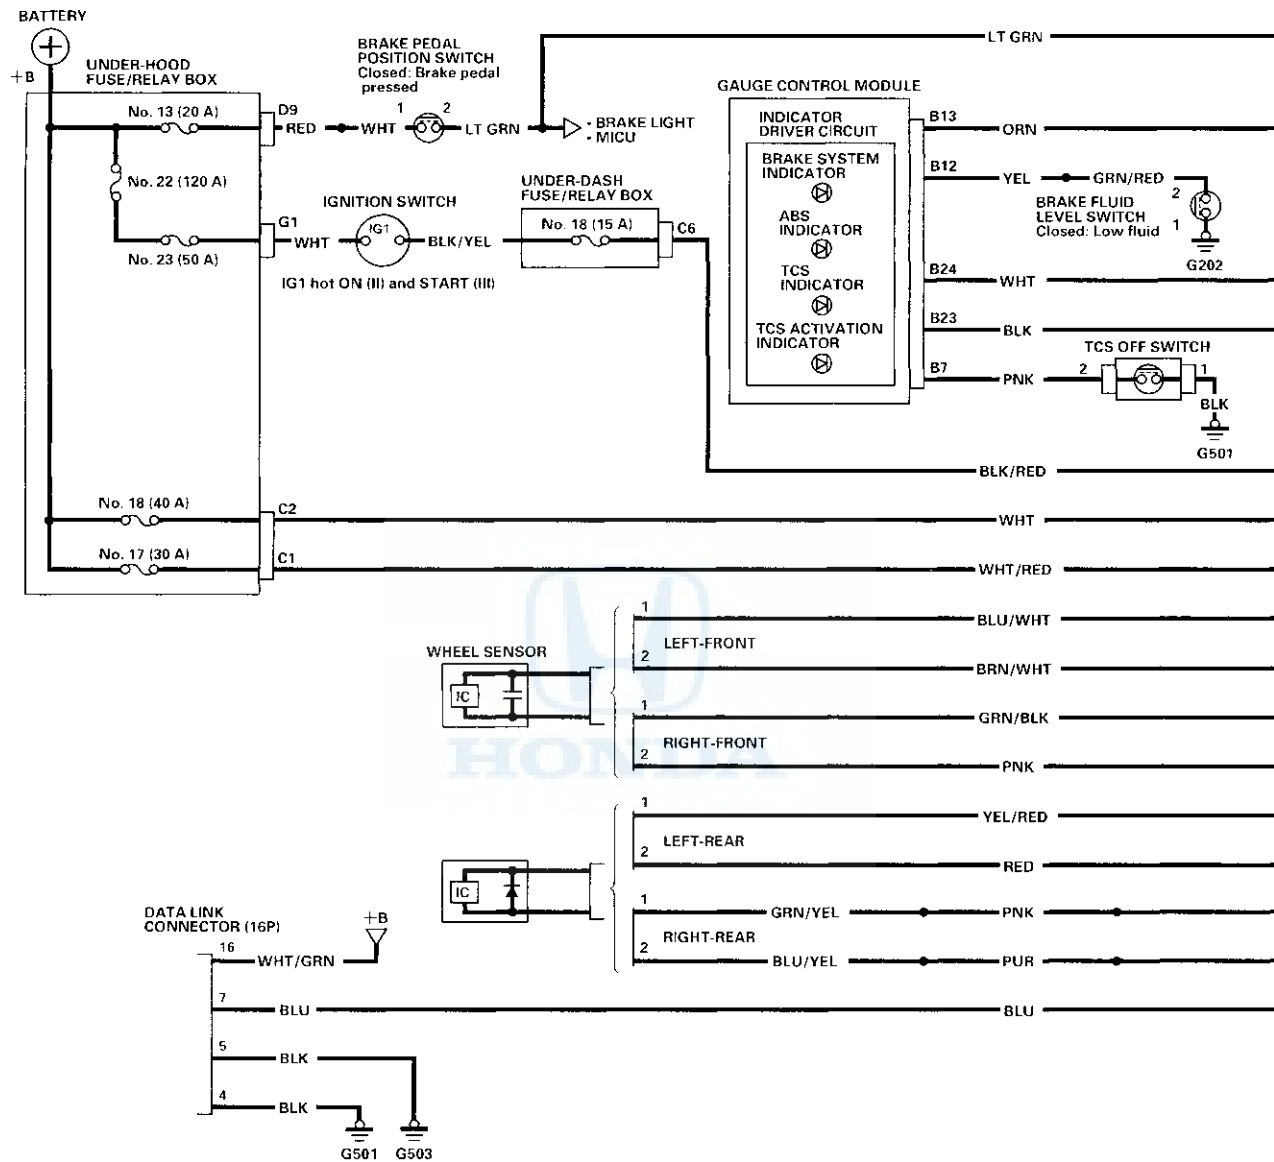 BATTERY
+B
UNDER-HOOD
FUSE/RELAY BOX
No. 13 (20 A)
D9
RED
WHT
BRAKE PEDAL
POSITION SWITCH
Closed: Brake pedal
pressed
1
2
LT GRN
- BRAKE LIGHT
- MICU
LT GRN
No. 22 (120 A)
No. 23 (50 A)
G1
WHT
IGNITION SWITCH
IG1
BLK/YEL
IG1 hot ON (II) and START (III)
UNDER-DASH
FUSE/RELAY BOX
No. 18 (15 A)
C6
GAUGE CONTROL MODULE
INDICATOR
DRIVER CIRCUIT
BRAKE SYSTEM
INDICATOR
ABS
INDICATOR
TCS
INDICATOR
TCS ACTIVATION
INDICATOR
B13
ORN
B12
YEL
GRN/RED
2
BRAKE FLUID
LEVEL SWITCH
Closed: Low fluid
1
G202
B24
WHT
B23
BLK
TCS OFF SWITCH
B7
PNK
2
1
BLK
G501
BLK/RED
No. 18 (40 A)
C2
WHT
No. 17 (30 A)
C1
WHT/RED
WHEEL SENSOR
IC
1
BLU/WHT
LEFT-FRONT
2
BRN/WHT
1
GRN/BLK
RIGHT-FRONT
2
PNK
HONDA
1
YEL/RED
LEFT-REAR
2
RED
IC
1
GRN/YEL
PNK
RIGHT-REAR
2
BLU/YEL
PUR
DATA LINK
CONNECTOR (16P)
+B
16
WHT/GRN
7
BLU
BLU
5
BLK
4
BLK
G501
G503